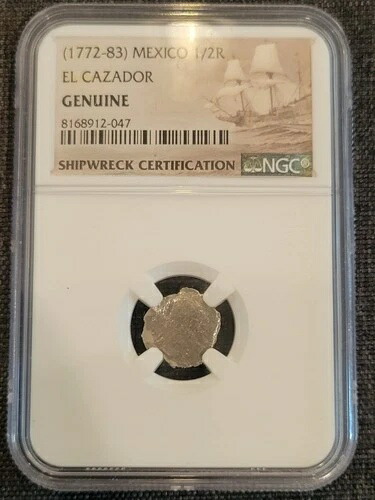 (1772-83) MEXICO 1/2R
EL CAZADOR
GENUINE
8168912-047
SHIPWRECK CERTIFICATION NGC